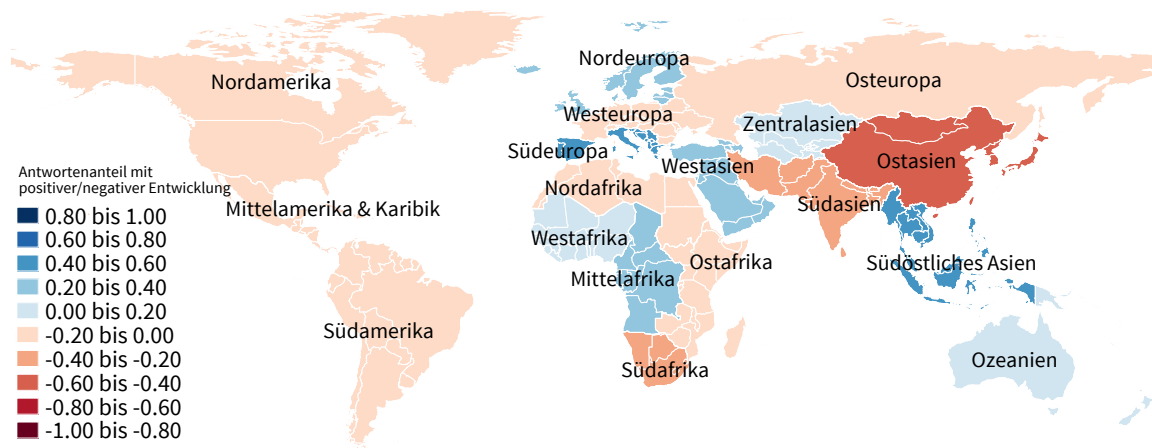 Nordeuropa
Nordamerika
Osteuropa
Westeuropa
Zentralasien
Südeuropa
Ostasien
Westasien
Antwortenanteil mit
positiver/negativer Entwicklung
Nordafrika
Mittelamerika & Karibik
Südasien
0.80 bis 1.00
0.60 bis 0.80
0.40 bis 0.60
0.20 bis 0.40
0.00 bis 0.20
-0.20 bis 0.00
-0.40 bis -0.20
-0.60 bis -0.40
-0.80 bis -0.60
-1.00 bis -0.80
Westafrika
Ostafrika
Südöstliches Asien
Mittelafrika
Südamerika
Südafrika
Ozeanien